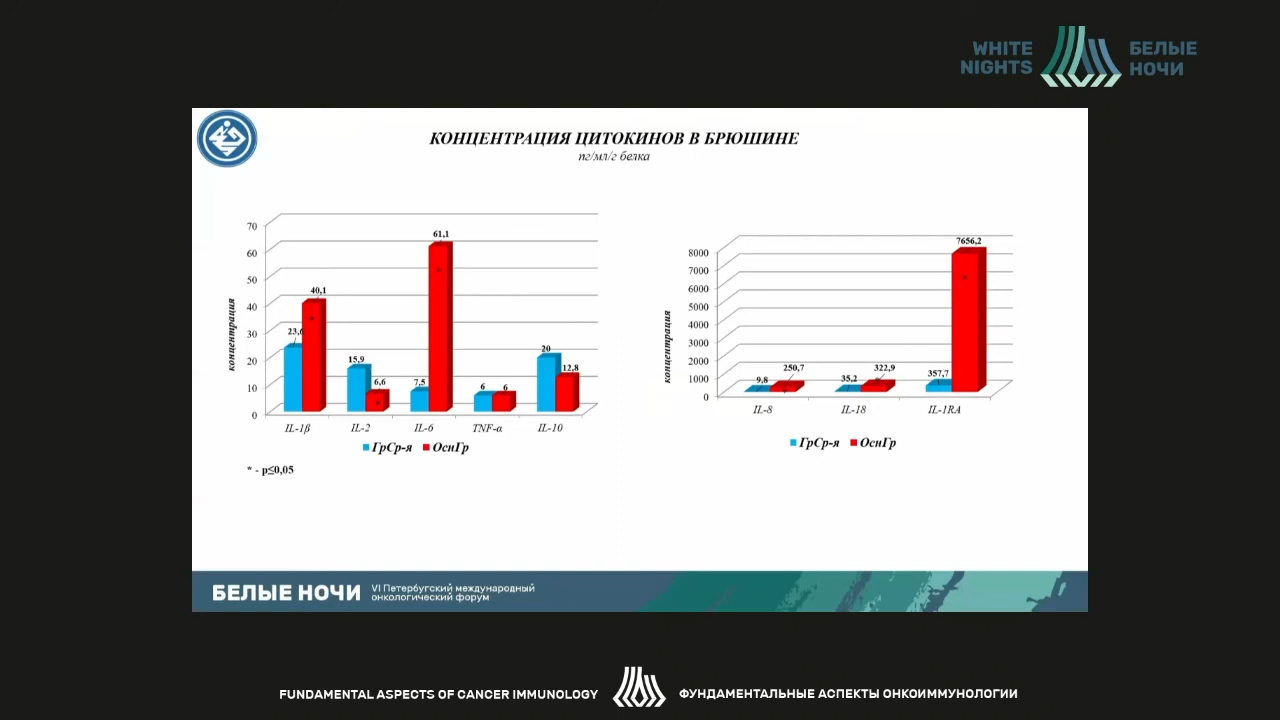 WHITE
NIGHTS
БЕЛЫЕ
НОЧИ
КОНЦЕНТРАЦИЯ ЦИТОКИНОВ В БРЮШИНЕ
пг/мл/г белка
концентрация
70
60
50
40
30
20
10
0
23,6
40,1
15,9
6,6
7,5
61,1
6
6
20
12,8
IL-1β
IL-2
IL-6
TNF-α
IL-10
ГрСр-я
ОснГр
* - p≤0,05
концентрация
8000
7000
6000
5000
4000
3000
2000
1000
0
9,8
250,7
35,2
322,9
357,7
7656,2
IL-8
IL-18
IL-1RA
ГрСр-я
ОснГр
БЕЛЫЕ НОЧИ
VI Петербугский международный
онкологический форум
FUNDAMENTAL ASPECTS OF CANCER IMMUNOLOGY
ФУНДАМЕНТАЛЬНЫЕ АСПЕКТЫ ОНКОИММУНОЛОГИИ